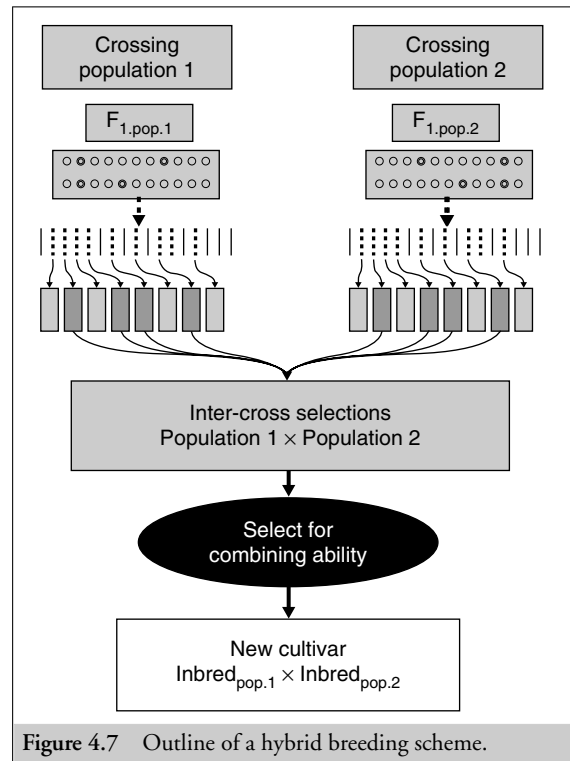 Crossing
population 1
Crossing
population 2
F1.pop.1
F1.pop.2
Inter-cross selections
Population 1 × Population 2
Select for
combining ability
New cultivar
Inbredpop.1 × Inbredpop.2
Figure 4.7 Outline of a hybrid breeding scheme.